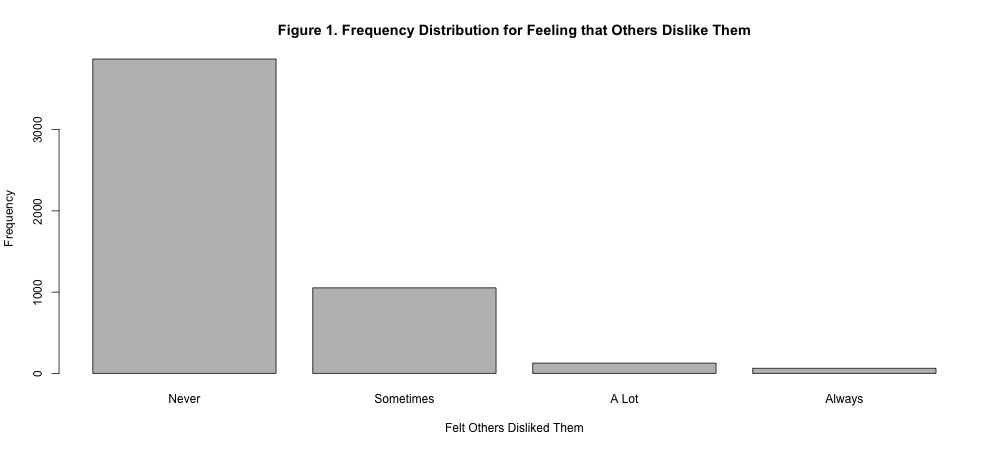 Figure 1. Frequency Distribution for Feeling that Others Dislike Them
Frequency
3000
2000
1000
0
Never Sometimes A Lot Always
Felt Others Disliked Them